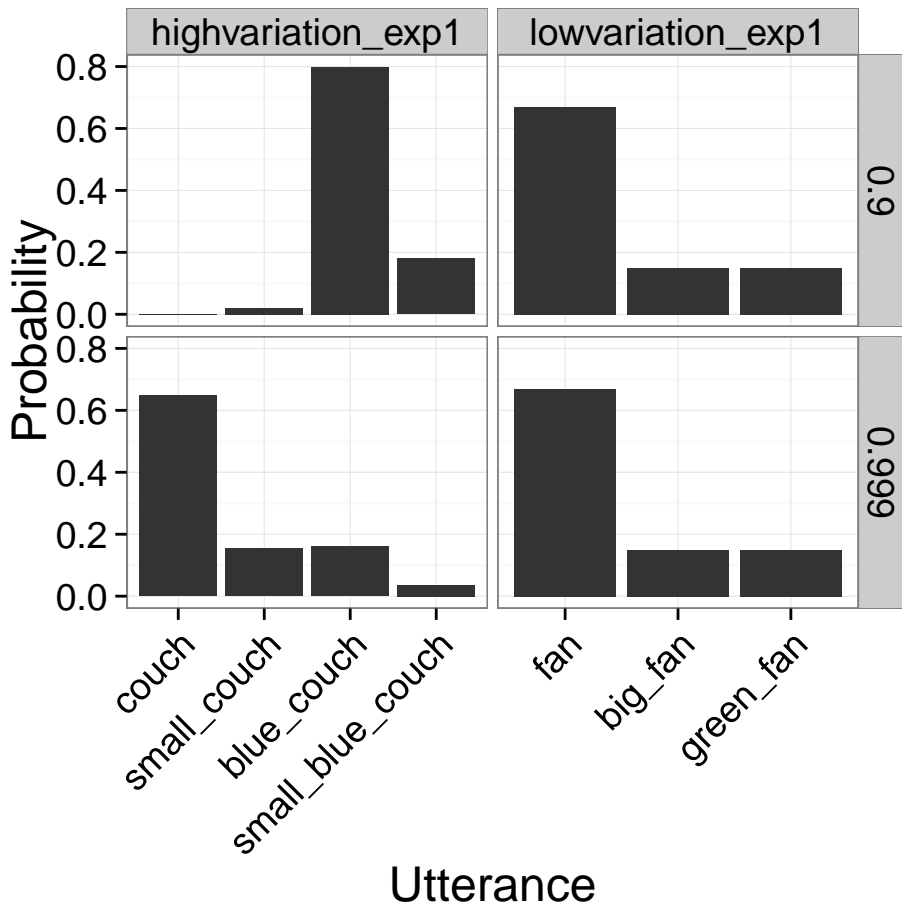 highvariation_exp1 lowvariation_exp1
Probability
0.8
0.6
0.4
0.2
0.0
0.9
0.8
0.6
0.4
0.2
0.0
0.999
couch
small_couch
blue_couch
small_blue_couch
fan
big_fan
green_fan
Utterance